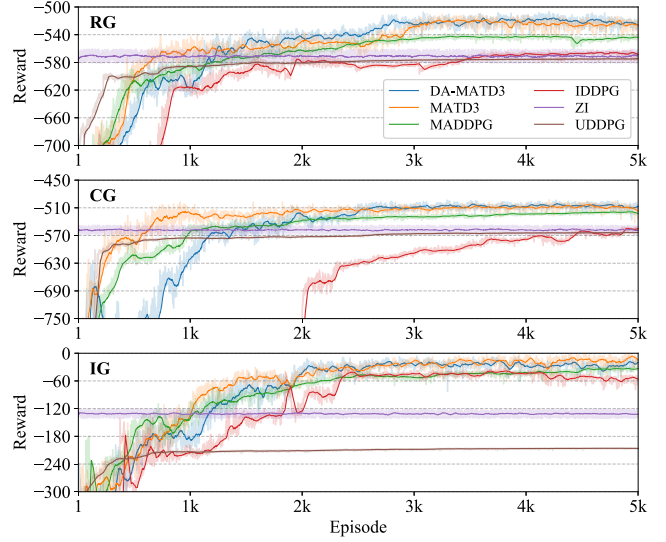 RG
Reward
−500
−540
−580
−620
−660
−700
DA-MATD3
MATD3
MADDPG
IDDPG
ZI
UDDPG
1 1k 2k 3k 4k 5k
CG
Reward
−450
−510
−570
−630
−690
−750
1 1k 2k 3k 4k 5k
IG
Reward
0
−60
−120
−180
−240
−300
1 1k 2k 3k 4k 5k
Episode